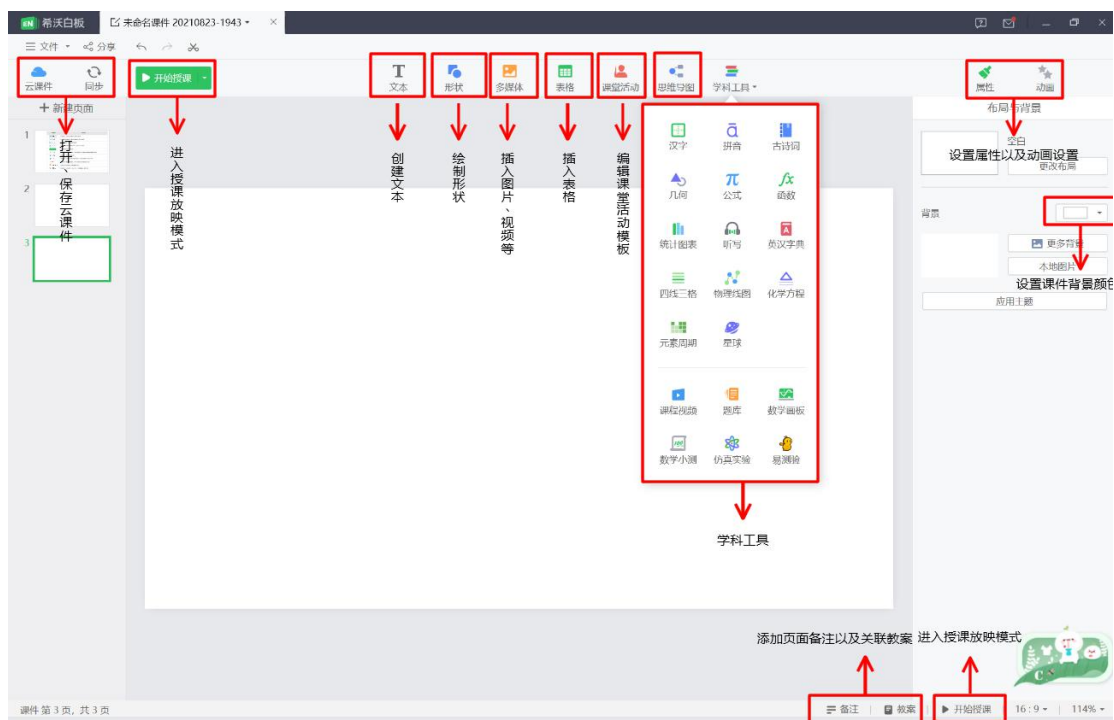 希沃白板
未命名课件 20210823-1943
文件 分享
云课件 同步
开始授课
文本 形状 多媒体 表格 课堂活动 思维导图 学科工具
属性 动画
新建页面
布局与背景
1
打开、保存云课件
进入授课放映模式
创建文本
绘制形状
插入图片、视频等
插入表格
编辑课堂活动模板
汉字 拼音 古诗词
几何 公式 函数
统计图表 听写 英汉字典
四线三格 物理线图 化学方程
元素周期 星球
课程视频 题库 数学画板
数学小测 仿真实验 易测验
学科工具
空白
设置属性以及动画设置
更改布局
2
背景
3
更多背景
本地图片
设置课件背景颜色
应用主题
添加页面备注以及关联教案
进入授课放映模式
课件 第 3 页, 共 3 页
备注 教案 开始授课 16:9 114%